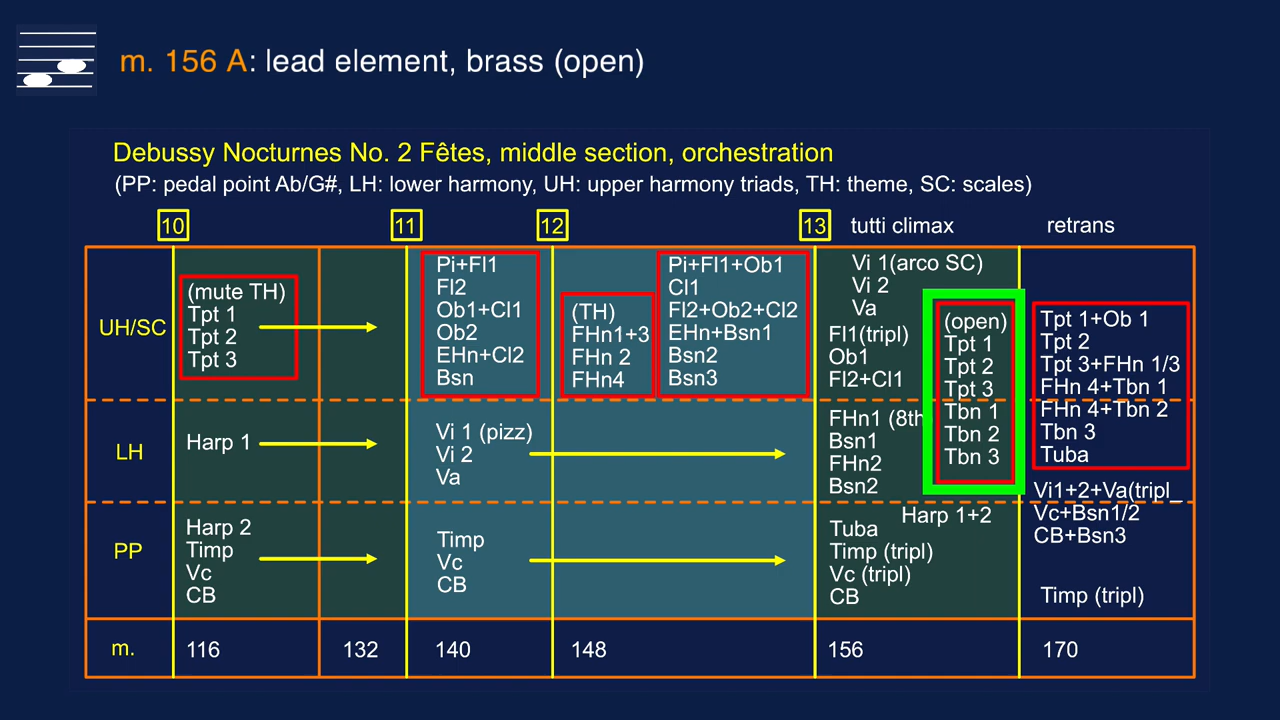 m. 156 A: lead element, brass (open)
Debussy Nocturnes No. 2 Fêtes, middle section, orchestration
(PP: pedal point Ab/G#, LH: lower harmony, UH: upper harmony triads, TH: theme, SC: scales)
10
11
12
13
tutti climax
retrans
UH/SC
(mute TH)
Tpt 1
Tpt 2
Tpt 3
Pi+Fl1
Fl2
Ob1+Cl1
Ob2
EHn+Cl2
Bsn
(TH)
FHn1+3
FHn 2
FHn4
Pi+Fl1+Ob1
Cl1
Fl2+Ob2+Cl2
EHn+Bsn1
Bsn2
Bsn3
Vi 1(arco SC)
Vi 2
Va
Fl1(tripl)
Ob1
Fl2+Cl1
(open)
Tpt 1
Tpt 2
Tpt 3
Tbn 1
Tbn 2
Tbn 3
Tpt 1+Ob 1
Tpt 2
Tpt 3+FHn 1/3
FHn 4+Tbn 1
FHn 4+Tbn 2
Tbn 3
Tuba
LH
Harp 1
Vi 1 (pizz)
Vi 2
Va
FHn1 (8th
Bsn1
FHn2
Bsn2
Vi1+2+Va(tripl_
Vc+Bsn1/2
CB+Bsn3
PP
Harp 2
Timp
Vc
CB
Timp
Vc
CB
Harp 1+2
Tuba
Timp (tripl)
Vc (tripl)
CB
Timp (tripl)
m.
116
132
140
148
156
170